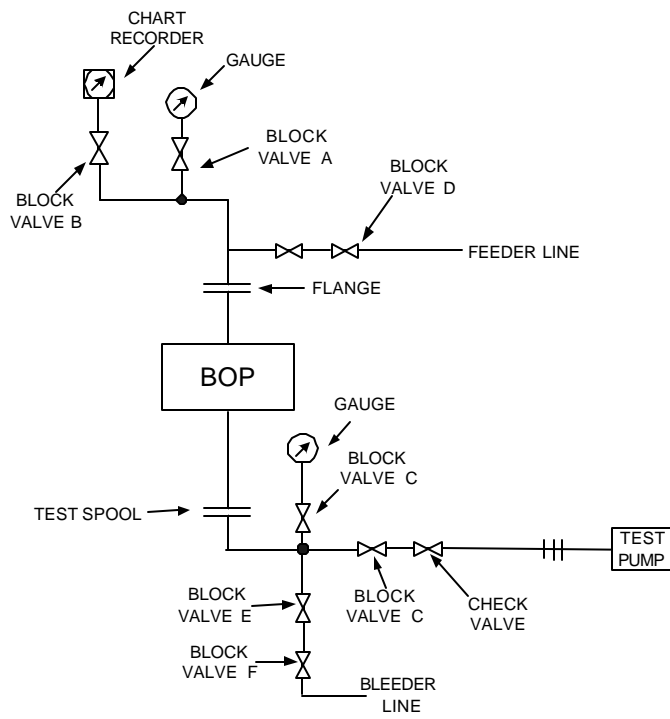 CHART
RECORDER
GAUGE
BLOCK
VALVE A
BLOCK
VALVE D
BLOCK
VALVE B
FEEDER LINE
FLANGE
BOP
GAUGE
BLOCK
VALVE C
TEST SPOOL
TEST
PUMP
BLOCK
VALVE E
BLOCK
VALVE C
CHECK
VALVE
BLOCK
VALVE F
BLEEDER
LINE